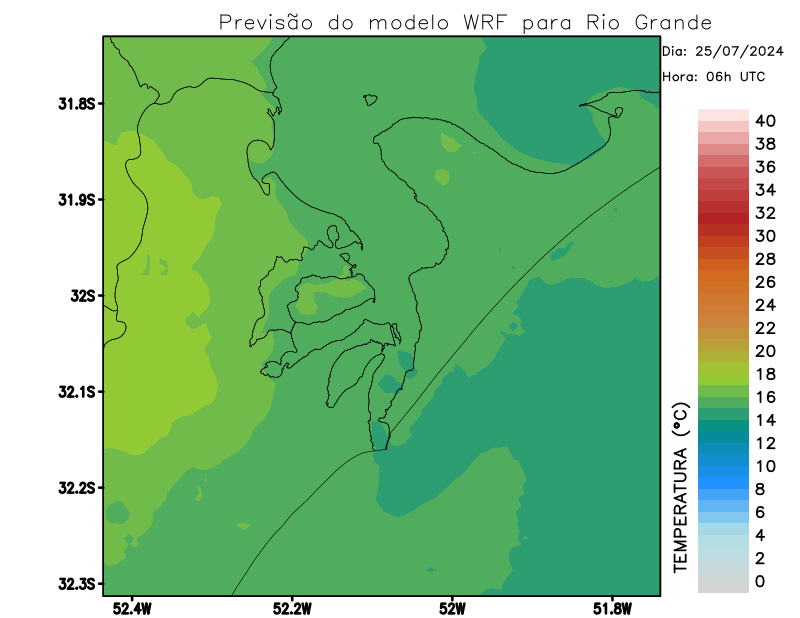 Previsão do modelo WRF para Rio Grande
Dia: 25/07/2024
Hora: 06h UTC
31.8S
31.9S
32S
32.1S
32.2S
32.3S
52.4W
52.2W
52W
51.8W
TEMPERATURA (°C)
40
38
36
34
32
30
28
26
24
22
20
18
16
14
12
10
8
6
4
2
0